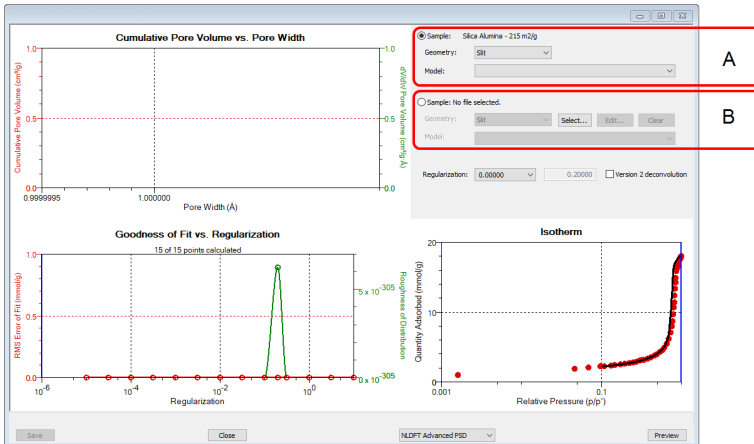 Cumulative Pore Volume vs. Pore Width
Cumulative Pore Volume (cm³/g)
1.0
0.5
0.0
0.9999995
1.000000
Pore Width (Å)
1.0
0.5
0.0
dV/dW Pore Volume (cm³/g·Å)
Sample: Silica Alumina - 215 m2/g
Geometry: Slit
Model:
A
Sample: No file selected.
Geometry: Slit Select... Edit... Clear
Model:
B
Regularization: 0.00000 0.20000 Version 2 deconvolution
Goodness of Fit vs. Regularization
15 of 15 points calculated
RMS Error of Fit (mmol/g)
1.0
0.5
0.0
10⁻⁶ 10⁻⁴ 10⁻² 10⁰
Regularization
5 x 10⁻³⁰⁵
0 x 10⁻³⁰⁵
Roughness of Distribution
Isotherm
Quantity Adsorbed (mmol/g)
20
10
0
0.001 0.1
Relative Pressure (p/p°)
Save Close NLDFT Advanced PSD Preview